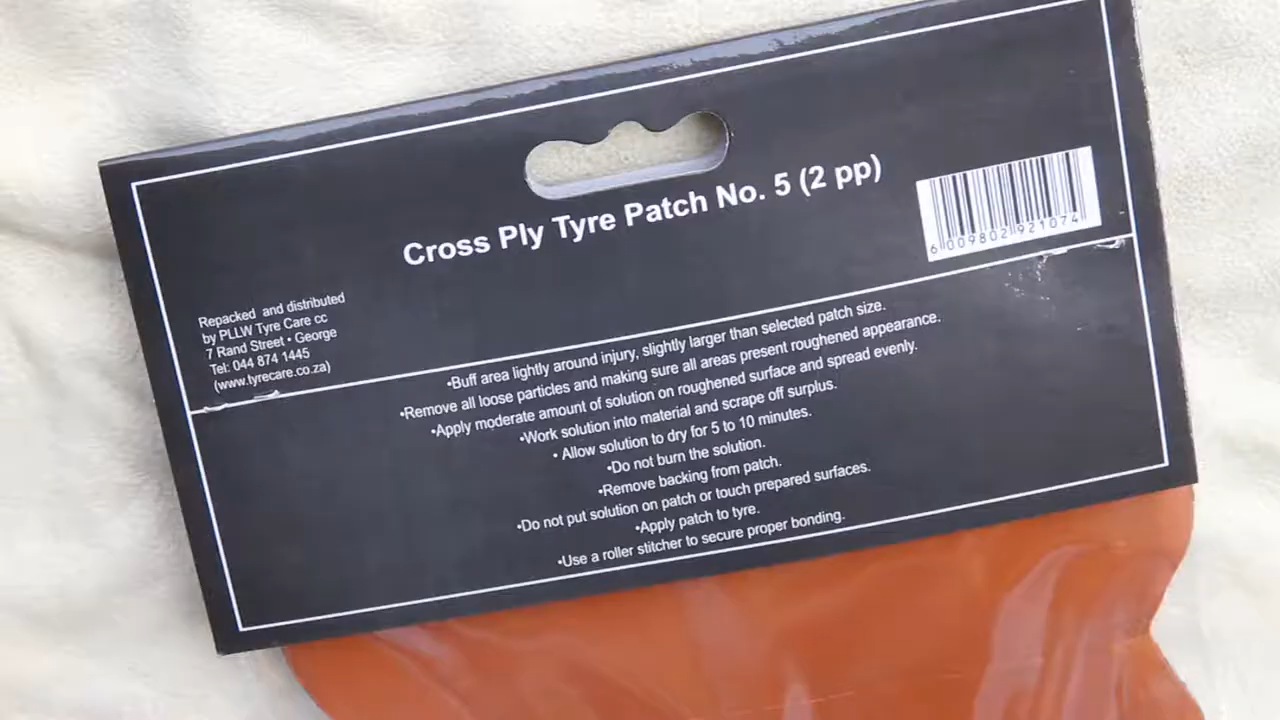 Cross Ply Tyre Patch No. 5 (2 pp)
6 009802 921074
Repacked and distributed
by PLLW Tyre Care cc
7 Rand Street • George
Tel: 044 874 1445
(www.tyrecare.co.za)
•Buff area lightly around injury, slightly larger than selected patch size.
•Remove all loose particles and making sure all areas present roughened appearance.
•Apply moderate amount of solution on roughened surface and spread evenly.
•Work solution into material and scrape off surplus.
• Allow solution to dry for 5 to 10 minutes.
•Do not burn the solution.
•Remove backing from patch.
•Do not put solution on patch or touch prepared surfaces.
•Apply patch to tyre.
•Use a roller stitcher to secure proper bonding.